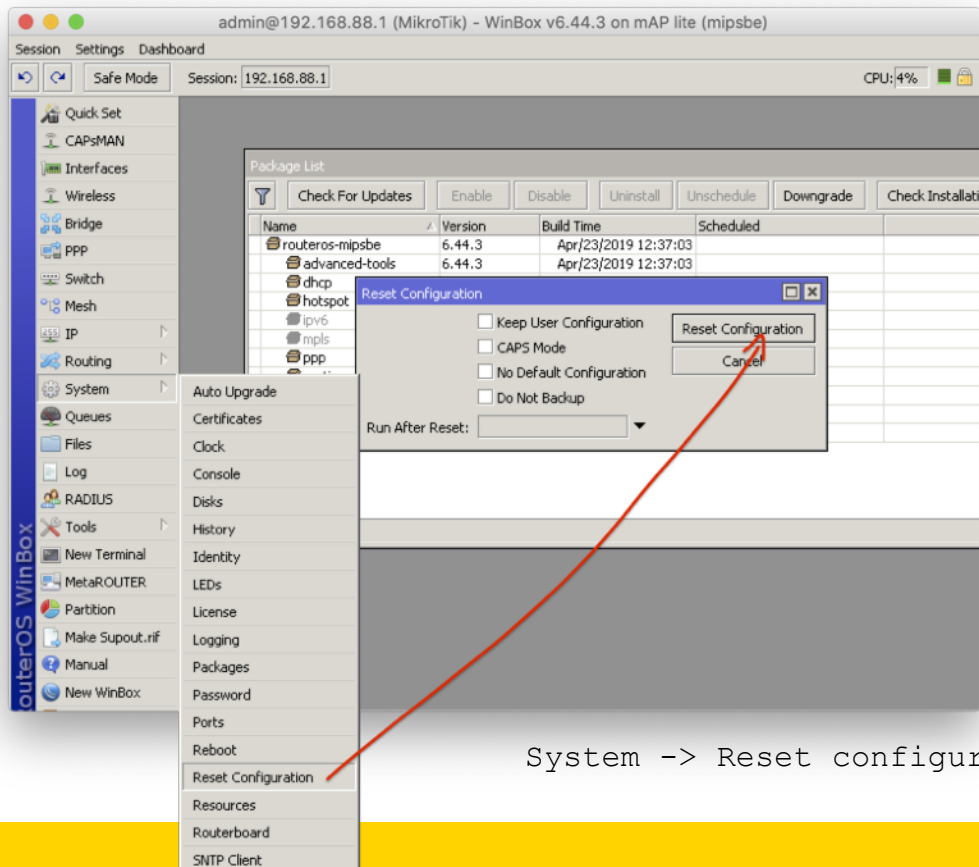 admin@192.168.88.1 (MikroTik) - WinBox v6.44.3 on mAP lite (mipsbe)
Session Settings Dashboard
Safe Mode Session: 192.168.88.1 CPU: 4%
Quick Set
CAPsMAN
Interfaces
Wireless
Bridge
PPP
Switch
Mesh
IP
Routing
System
Queues
Files
Log
RADIUS
Tools
New Terminal
MetaROUTER
Partition
Make Supout.rif
Manual
New WinBox
outerOS WinBox
Package List
Check For Updates Enable Disable Uninstall Unschedule Downgrade Check Installati
Name Version Build Time Scheduled
routeros-mipsbe 6.44.3 Apr/23/2019 12:37:03
advanced-tools 6.44.3 Apr/23/2019 12:37:03
dhcp
hotspot
ipv6
mpls
ppp
Reset Configuration
Keep User Configuration
CAPS Mode
No Default Configuration
Do Not Backup
Run After Reset:
Reset Configuration
Cancel
Auto Upgrade
Certificates
Clock
Console
Disks
History
Identity
LEDs
License
Logging
Packages
Password
Ports
Reboot
Reset Configuration
Resources
Routerboard
SNTP Client
System -> Reset configur